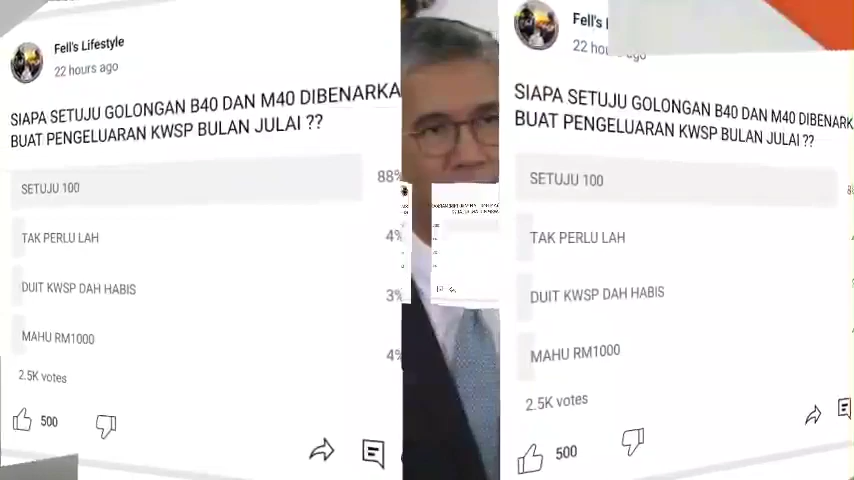 Fell's Lifestyle
22 hours ago
SIAPA SETUJU GOLONGAN B40 DAN M40 DIBENARKA
BUAT PENGELUARAN KWSP BULAN JULAI ??
SETUJU 100
88%
TAK PERLU LAH
4%
DUIT KWSP DAH HABIS
3%
MAHU RM1000
4%
2.5K votes
500
Fell's
22 hours ago
SIAPA SETUJU GOLONGAN B40 DAN M40 DIBENARK
BUAT PENGELUARAN KWSP BULAN JULAI ??
SETUJU 100
TAK PERLU LAH
DUIT KWSP DAH HABIS
MAHU RM1000
2.5K votes
500